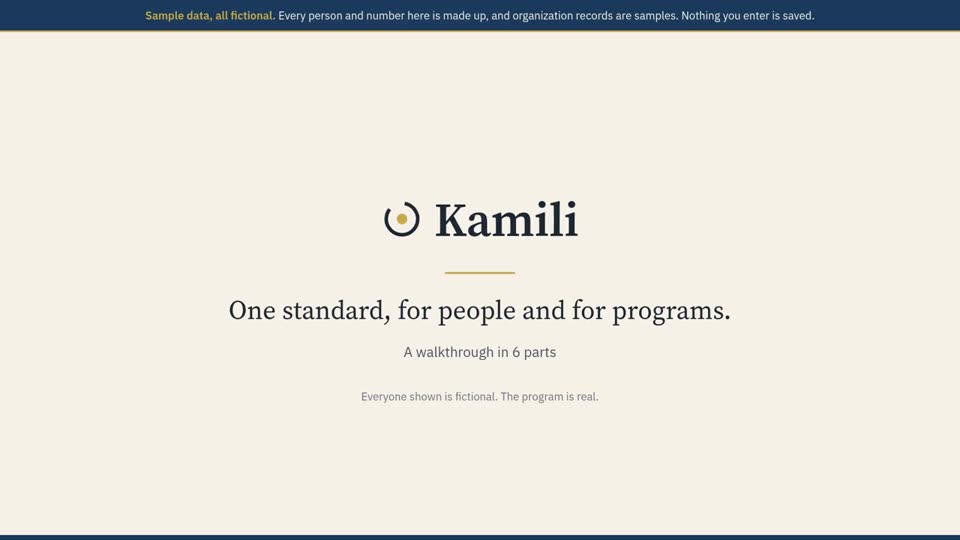 Sample data, all fictional. Every person and number here is made up, and organization records are samples. Nothing you enter is saved.
Kamili
One standard, for people and for programs.
A walkthrough in 6 parts
Everyone shown is fictional. The program is real.